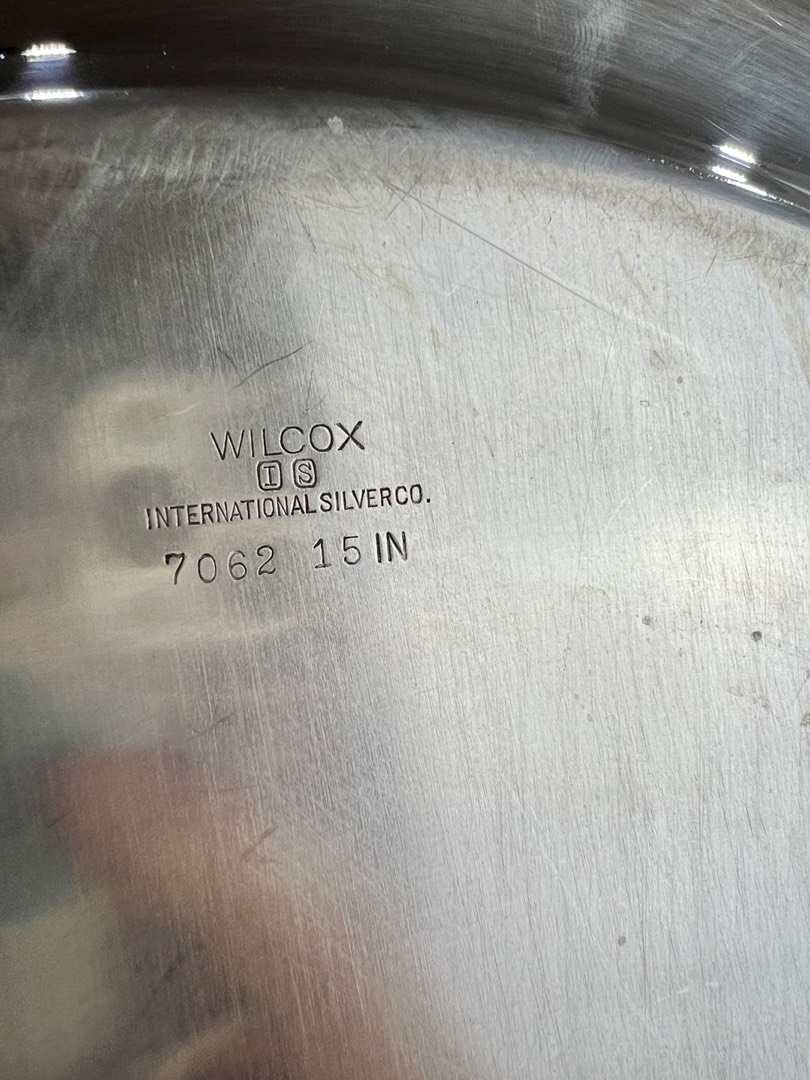 WILCOX
I S
INTERNATIONAL SILVER CO.
7062 15 IN